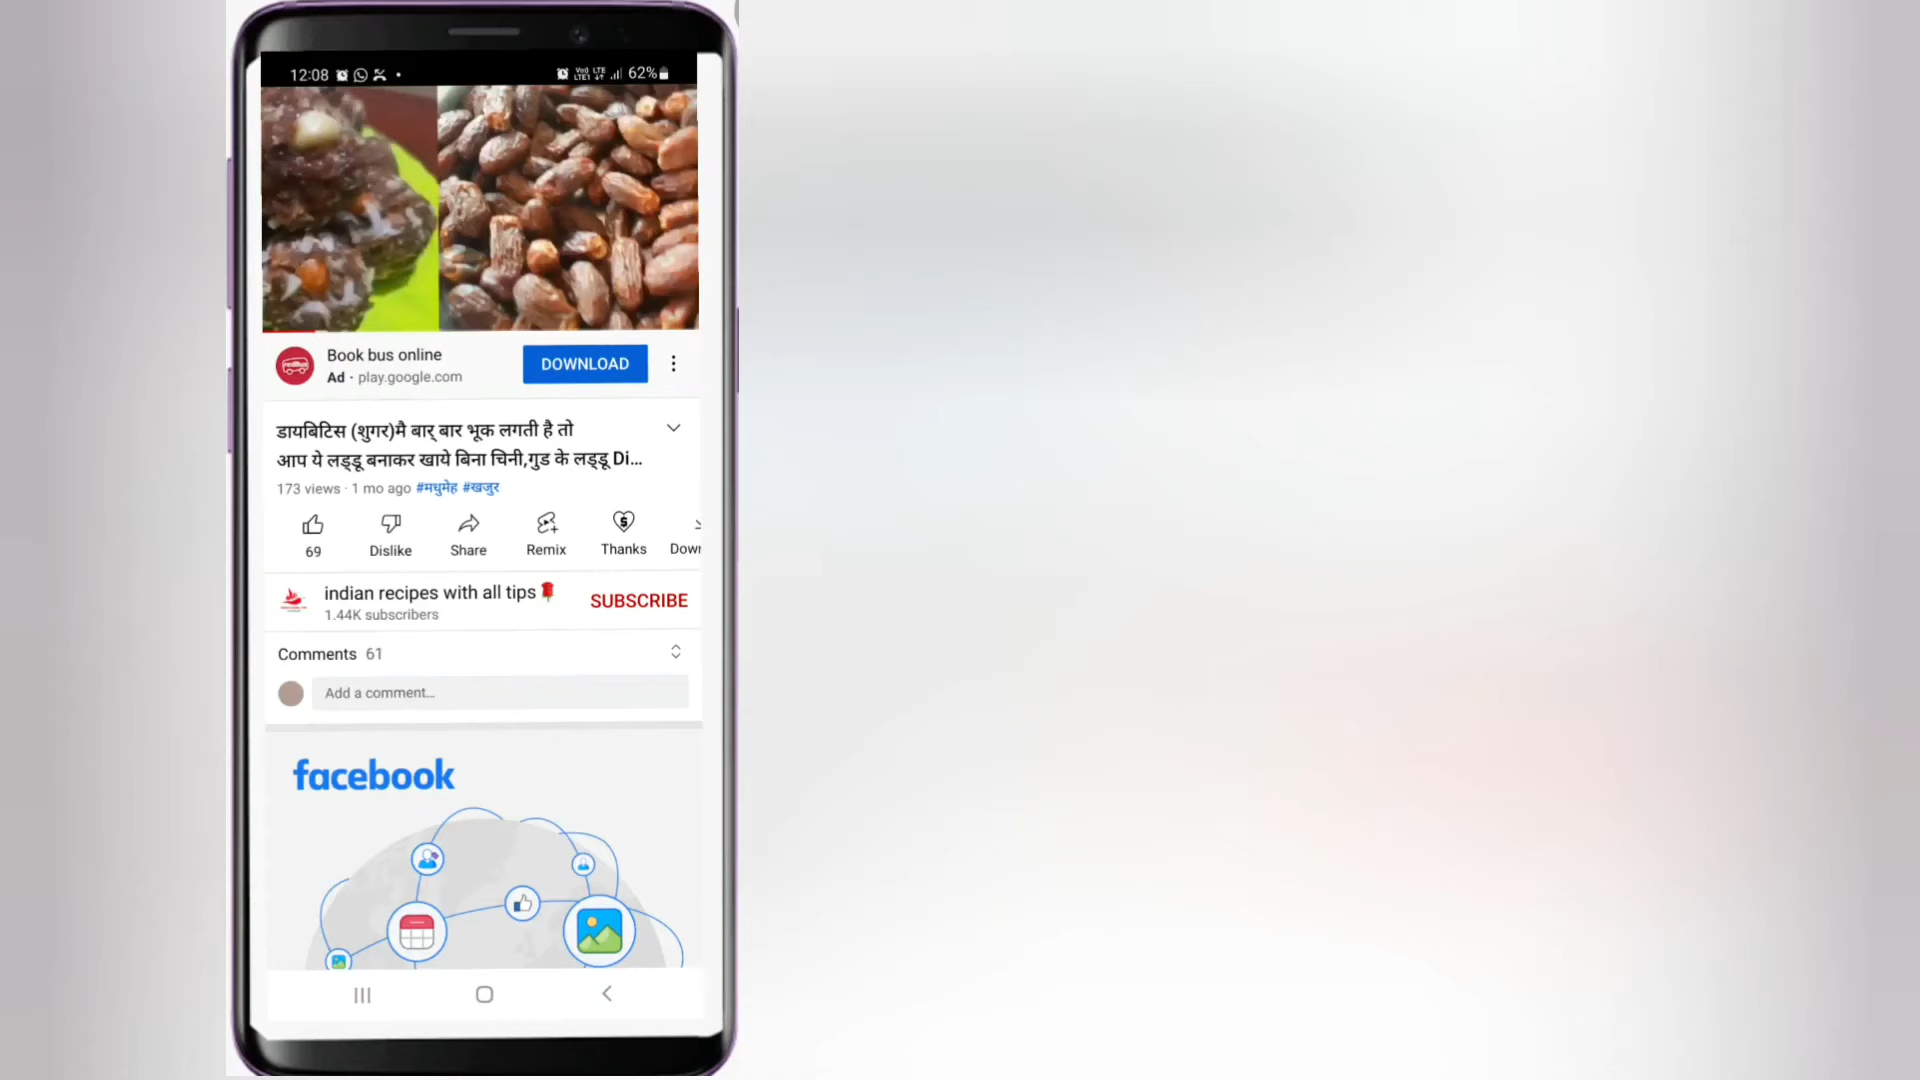 12:08
62%
Book bus online
DOWNLOAD
Ad · play.google.com
डायबिटिस (शुगर)मै बार् बार भूक लगती है तो
आप ये लड्डू बनाकर खाये बिना चिनी,गुड के लड्डू Di...
173 views · 1 mo ago #मधुमेह #खजुर
69
Dislike
Share
Remix
Thanks
Down
indian recipes with all tips
SUBSCRIBE
1.44K subscribers
Comments 61
Add a comment...
facebook